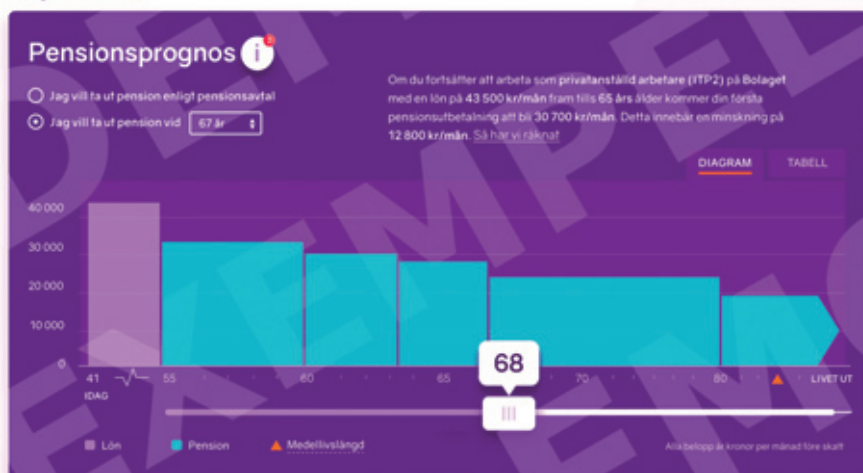 Pensionsprognos i
Jag vill ta ut pension enligt pensionsavtal
Jag vill ta ut pension vid 67 år
Om du fortsätter att arbeta som privatanställd arbetare (ITP2) på Bolaget
med en lön på 43 500 kr/mån fram tills 65 års ålder kommer din första
pensionsutbetalning att bli 30 700 kr/mån. Detta innebär en minskning på
12 800 kr/mån. Så har vi räknat
DIAGRAM TABELL
40 000
30 000
20 000
10 000
0
68
41 55 60 65 70 80 LIVET UT
IDAG
Lön Pension Medellivslängd
Alla belopp är kronor per månad före skatt
EXEMPEL